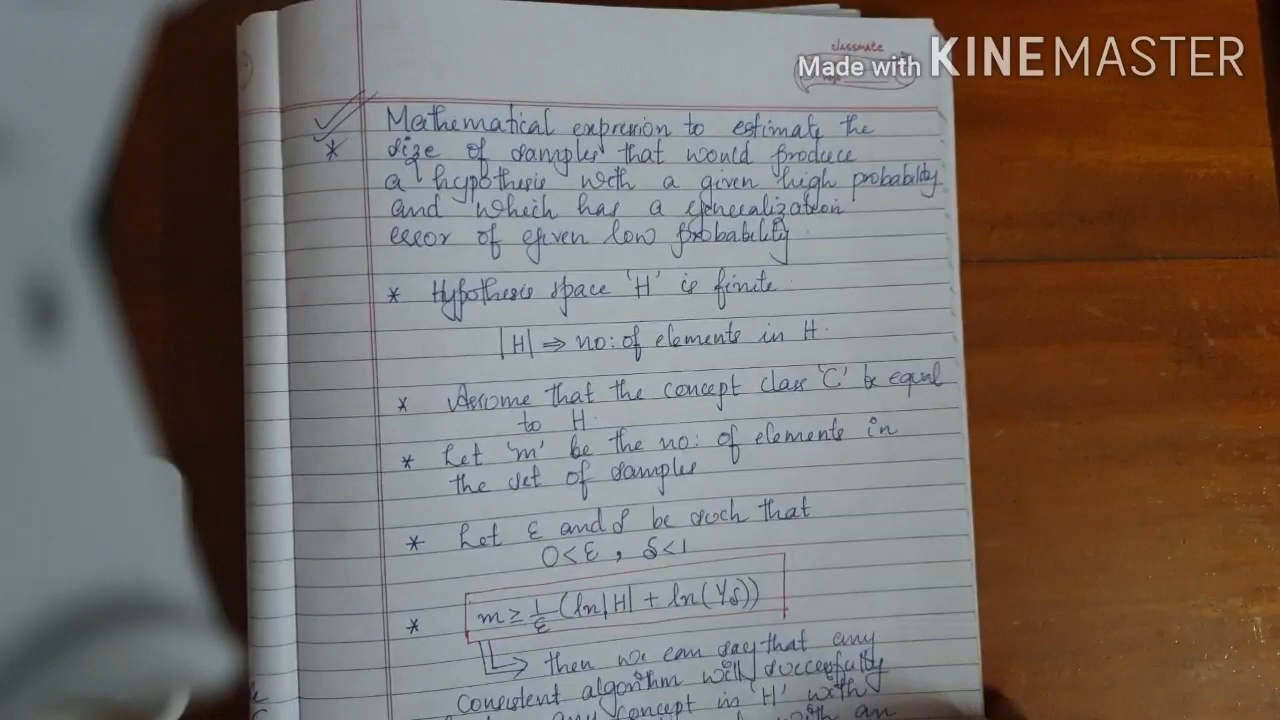 classmate
Made with KINEMASTER
Mathematical expression to estimate the
* size of samples that would produce
a hypothesis with a given high probability
and which has a generalization
error of given low probability.
* Hypothesis space 'H' is finite.
|H| ⇒ no: of elements in H.
* Assume that the concept class 'C' be equal
to H.
* Let 'm' be the no: of elements in
the set of samples
* Let ε and δ be such that
0<ε, δ<1
* m ≥ 1/ε (ln|H| + ln(1/δ))
↳ then we can say that any
consistent algorithm will successfully
any concept in 'H' with
with an